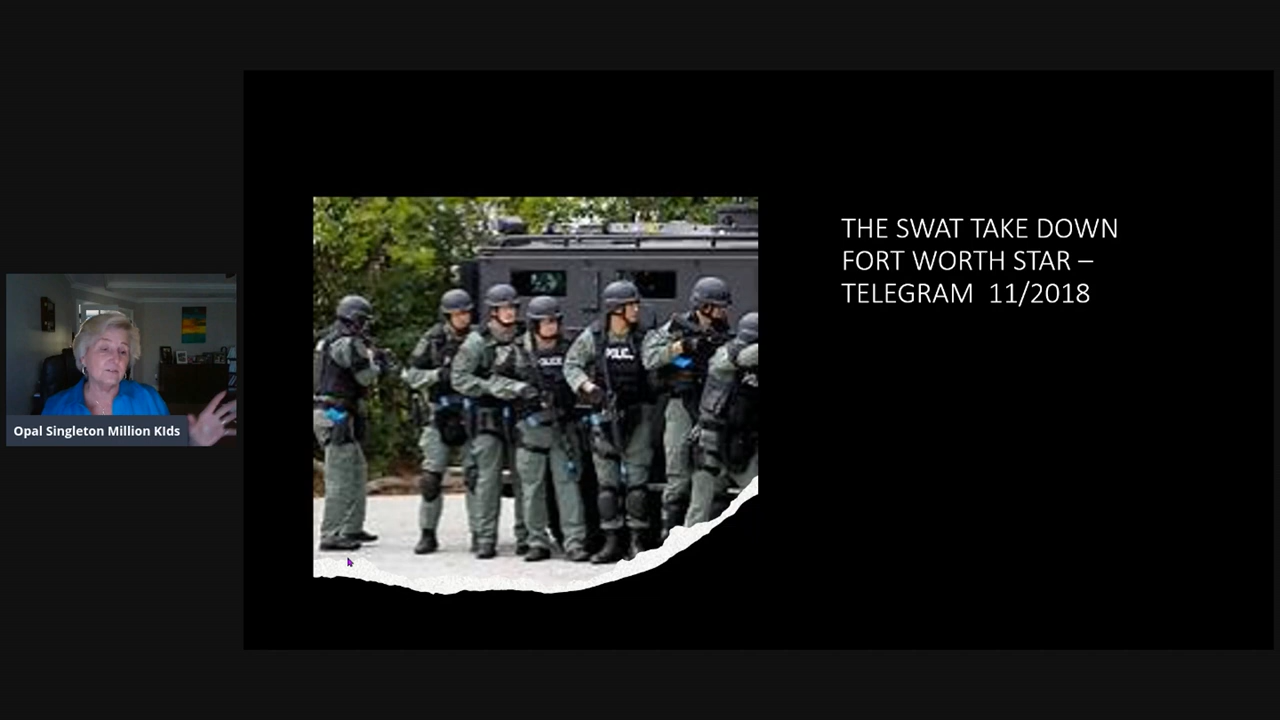 THE SWAT TAKE DOWN
FORT WORTH STAR –
TELEGRAM 11/2018
POLICE
POLICE
Opal Singleton Million KIds